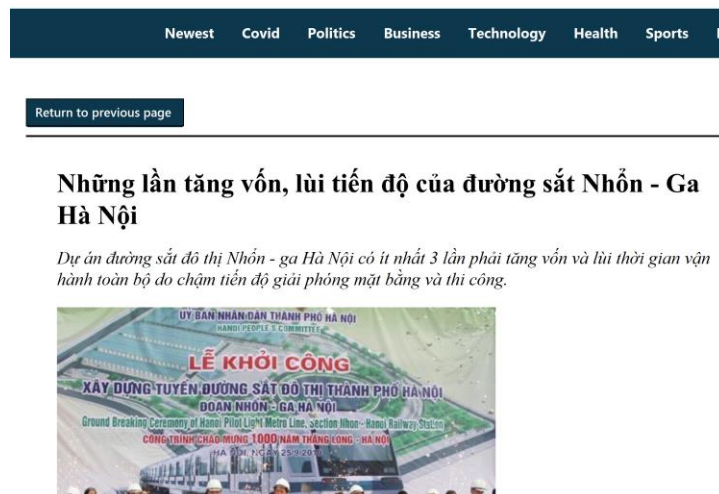 Newest Covid Politics Business Technology Health Sports
Return to previous page
Những lần tăng vốn, lùi tiến độ của đường sắt Nhổn - Ga
Hà Nội
Dự án đường sắt đô thị Nhổn - ga Hà Nội có ít nhất 3 lần phải tăng vốn và lùi thời gian vận
hành toàn bộ do chậm tiến độ giải phóng mặt bằng và thi công.
UỶ BAN NHÂN DÂN THÀNH PHỐ HÀ NỘI
HANOI PEOPLE'S COMMITTEE
LỄ KHỞI CÔNG
XÂY DỰNG TUYẾN ĐƯỜNG SẮT ĐÔ THỊ THÀNH PHỐ HÀ NỘI
ĐOẠN NHỔN - GA HÀ NỘI
Ground Breaking Ceremony of Hanoi Pilot Light Metro Line, Section Nhon - Hanoi Railway Station
CÔNG TRÌNH CHÀO MỪNG 1000 NĂM THĂNG LONG - HÀ NỘI
HÀ NỘI, NGÀY